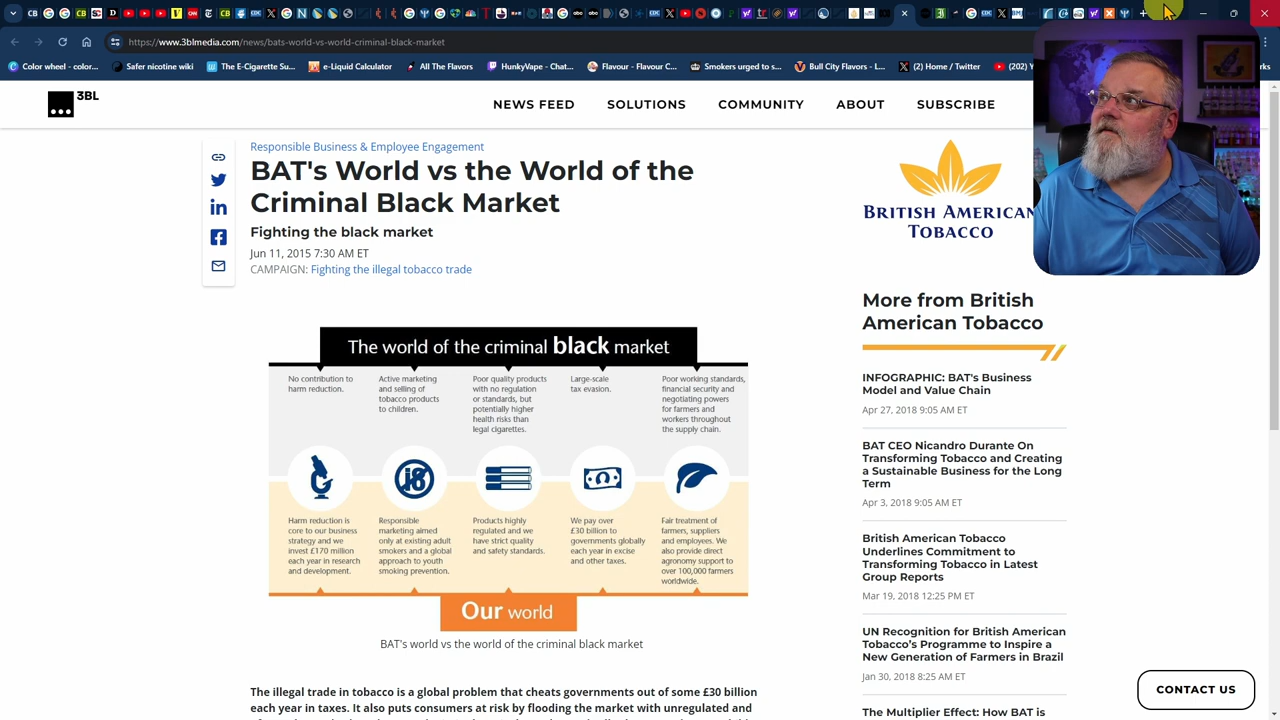 https://www.3blmedia.com/news/bats-world-vs-world-criminal-black-market
Color wheel - color...
Safer nicotine wiki
The E-Cigarette Su...
e-Liquid Calculator
All The Flavors
HunkyVape - Chat...
Flavour - Flavour C...
Smokers urged to s...
Bull City Flavors - L...
(2) Home / Twitter
(202) Y
rks
3BL
NEWS FEED
SOLUTIONS
COMMUNITY
ABOUT
SUBSCRIBE
Responsible Business & Employee Engagement
BAT's World vs the World of the
Criminal Black Market
Fighting the black market
Jun 11, 2015 7:30 AM ET
CAMPAIGN: Fighting the illegal tobacco trade
The world of the criminal black market
No contribution to
harm reduction.
Active marketing
and selling of
tobacco products
to children.
Poor quality products
with no regulation
or standards, but
potentially higher
health risks than
legal cigarettes.
Large-scale
tax evasion.
Poor working standards,
financial security and
negotiating powers
for farmers and
workers throughout
the supply chain.
Harm reduction is
core to our business
strategy and we
invest £170 million
each year in research
and development.
Responsible
marketing aimed
only at existing adult
smokers and a global
approach to youth
smoking prevention.
Products highly
regulated and we
have strict quality
and safety standards.
We pay over
£30 billion to
governments globally
each year in excise
and other taxes.
Fair treatment of
farmers, suppliers
and employees. We
also provide direct
agronomy support to
over 100,000 farmers
worldwide.
Our world
BAT's world vs the world of the criminal black market
The illegal trade in tobacco is a global problem that cheats governments out of some £30 billion
each year in taxes. It also puts consumers at risk by flooding the market with unregulated and
BRITISH AMERICAN
TOBACCO
More from British
American Tobacco
INFOGRAPHIC: BAT's Business
Model and Value Chain
Apr 27, 2018 9:05 AM ET
BAT CEO Nicandro Durante On
Transforming Tobacco and Creating
a Sustainable Business for the Long
Term
Apr 3, 2018 9:05 AM ET
British American Tobacco
Underlines Commitment to
Transforming Tobacco in Latest
Group Reports
Mar 19, 2018 12:25 PM ET
UN Recognition for British American
Tobacco's Programme to Inspire a
New Generation of Farmers in Brazil
Jan 30, 2018 8:25 AM ET
The Multiplier Effect: How BAT is
CONTACT US